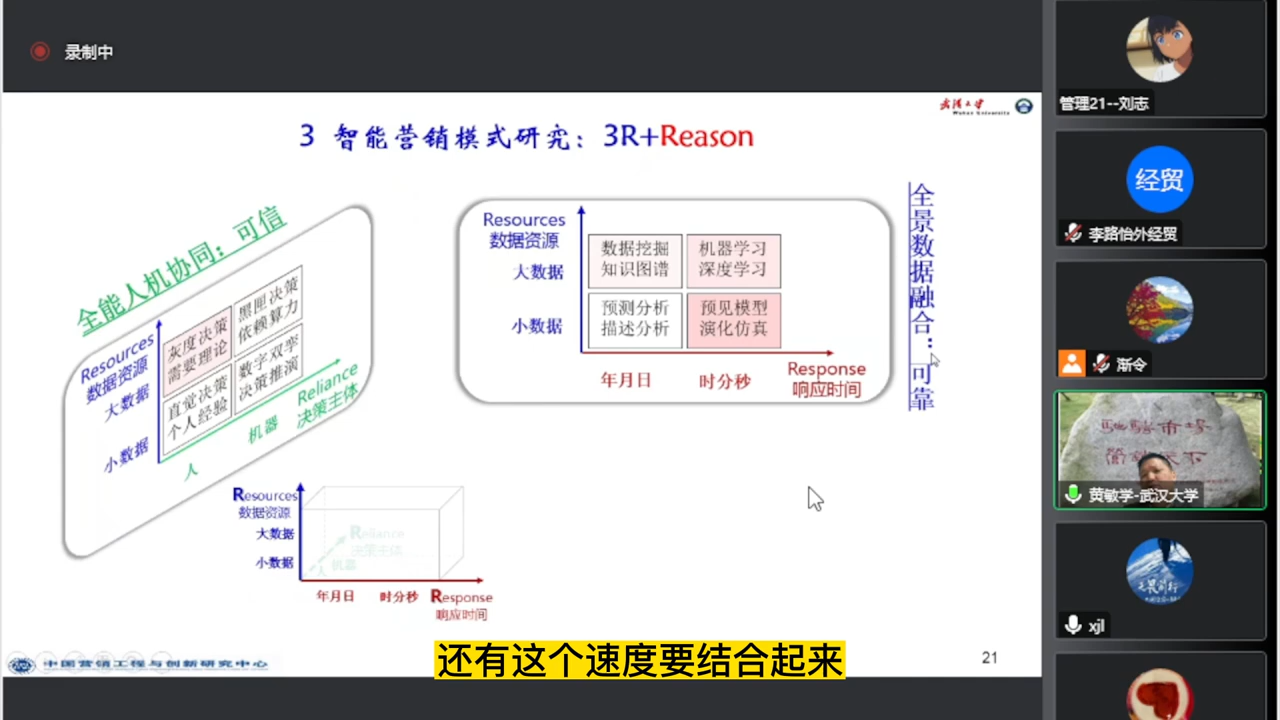 录制中
武汉大学
Wuhan University
3 智能营销模式研究：3R+Reason
全能人机协同：可信
Resources
数据资源
大数据
小数据
灰度决策
需要理论
黑匣决策
依赖算力
直觉决策
个人经验
数字双孪
决策推演
人
机器
Reliance
决策主体
Resources
数据资源
大数据
小数据
数据挖掘
知识图谱
机器学习
深度学习
预测分析
描述分析
预见模型
演化仿真
年月日
时分秒
Response
响应时间
全景数据融合：可靠
Resources
数据资源
大数据
小数据
Reliance
决策主体
人
机器
年月日
时分秒
Response
响应时间
中国营销工程与创新研究中心
21
还有这个速度要结合起来
管理21--刘志
经贸
李路怡外经贸
渐令
黄敏学-武汉大学
xjl